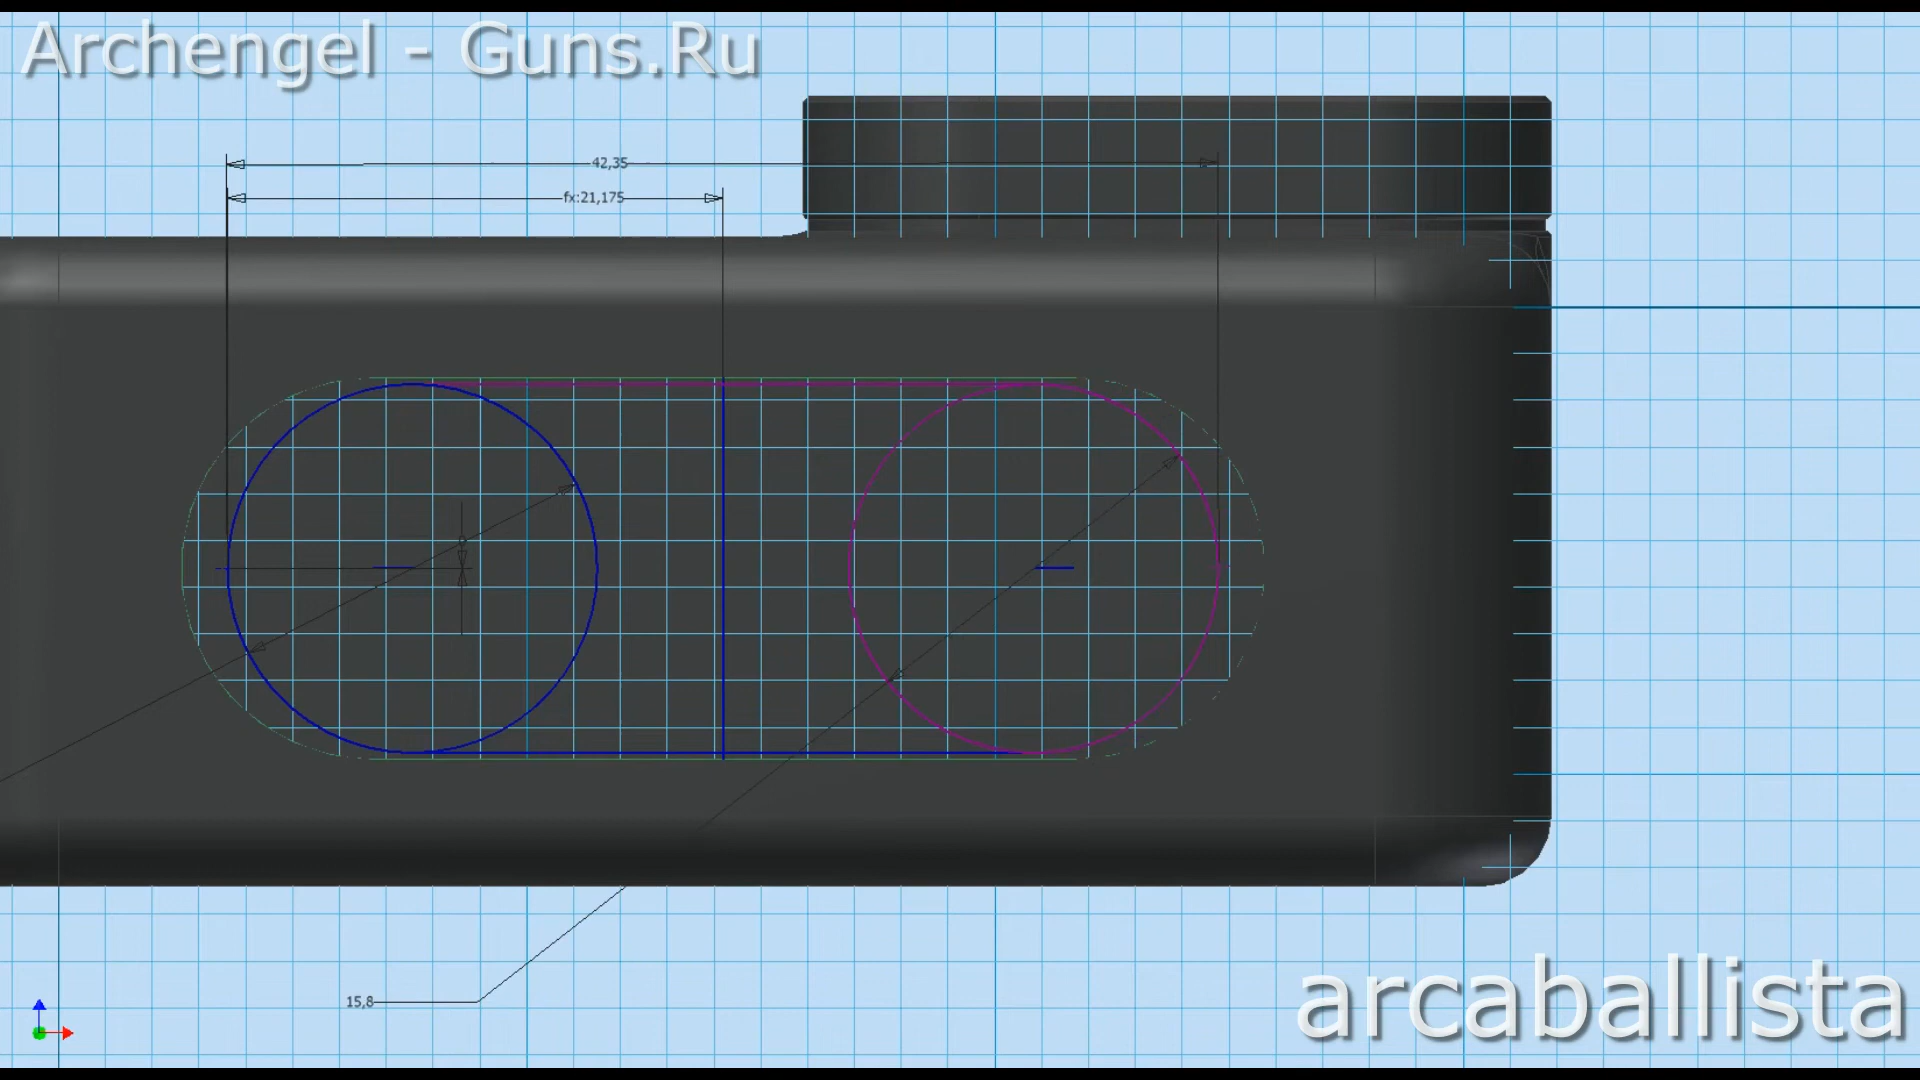 Archengel - Guns.Ru
42,35
fx:21,175
15,8
arcaballista